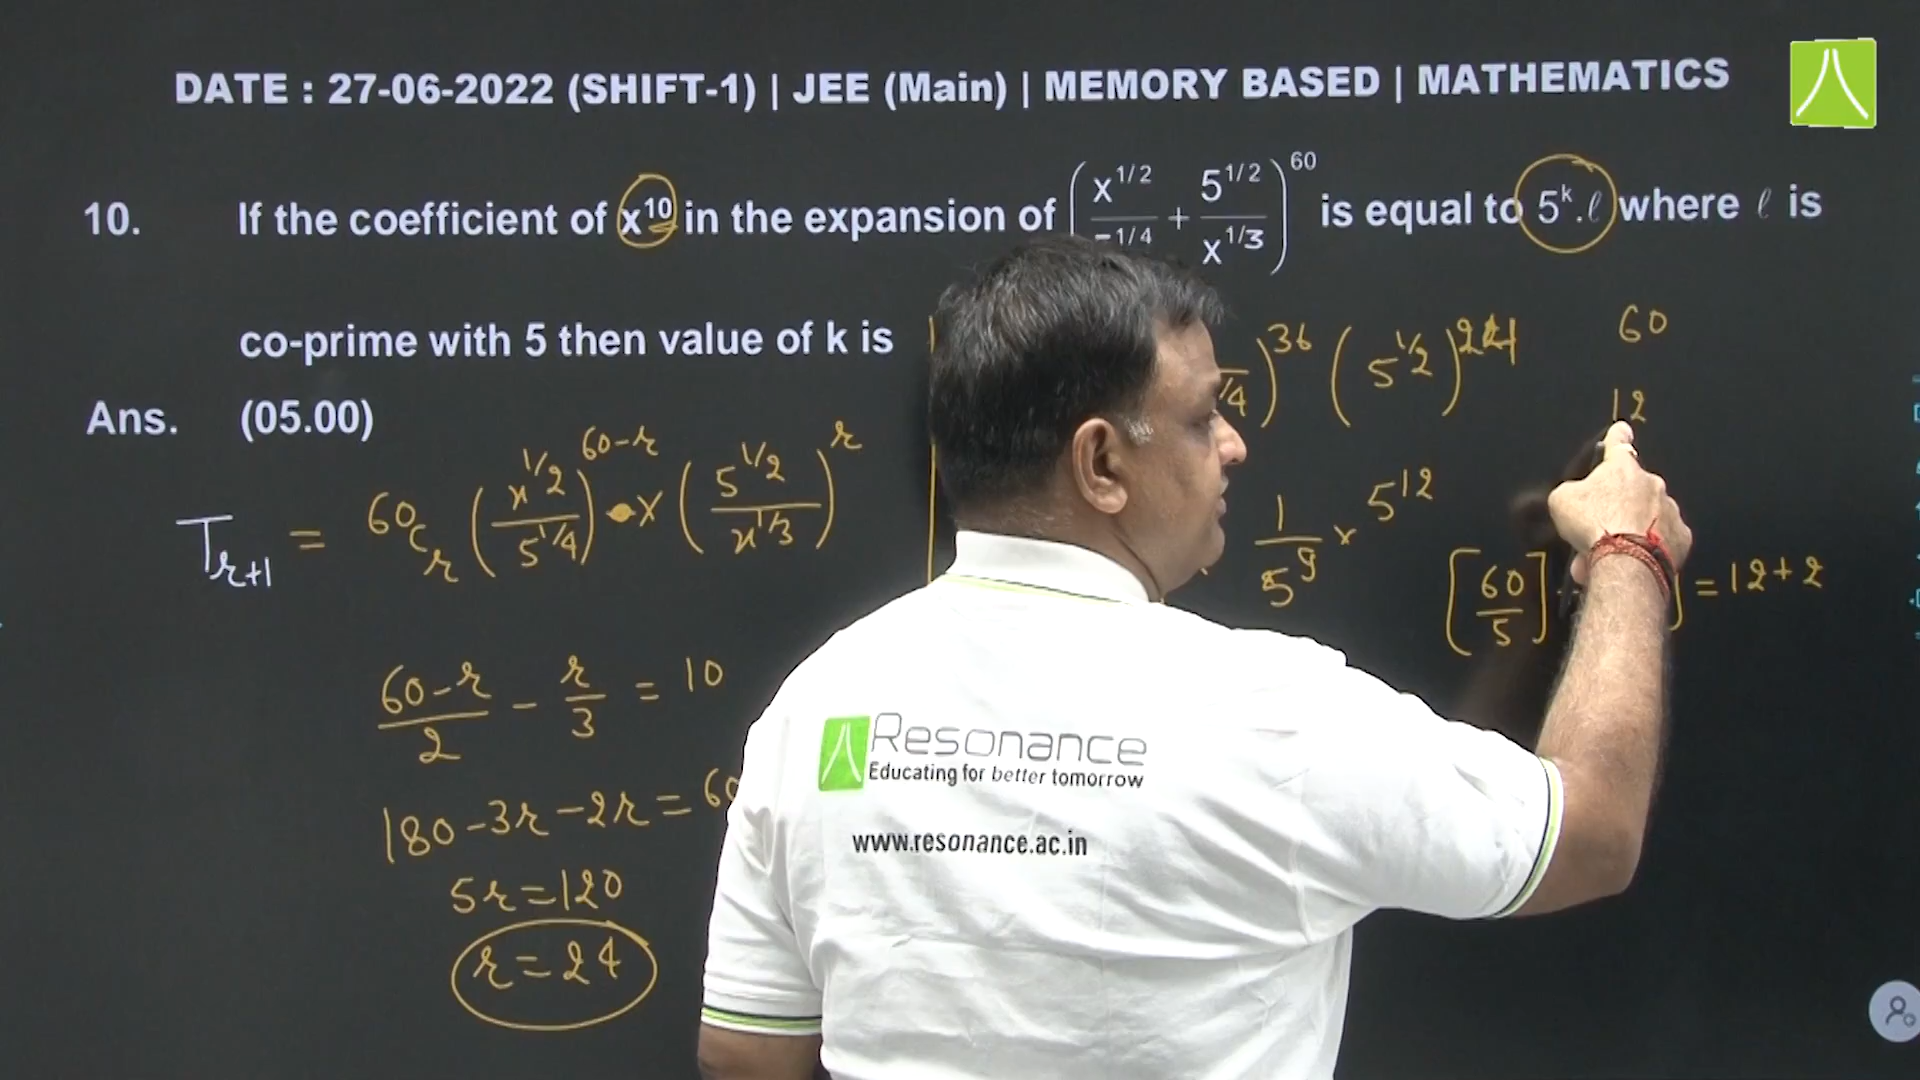 DATE : 27-06-2022 (SHIFT-1) | JEE (Main) | MEMORY BASED | MATHEMATICS
10. If the coefficient of x^10 in the expansion of (x^1/2 / 5^-1/4 + 5^1/2 / x^1/3)^60 is equal to 5^k.ℓ where ℓ is
co-prime with 5 then value of k is
Ans. (05.00)
T_r+1 = 60C_r (x^1/2 / 5^1/4)^60-r × (5^1/2 / x^1/3)^r
(60-r)/2 - r/3 = 10
180-3r-2r = 60
5r=120
r=24
/4)^36 (5^1/2)^24
1/5^9 × 5^12
60
12
[60/5] = 12+2
Resonance
Educating for better tomorrow
www.resonance.ac.in